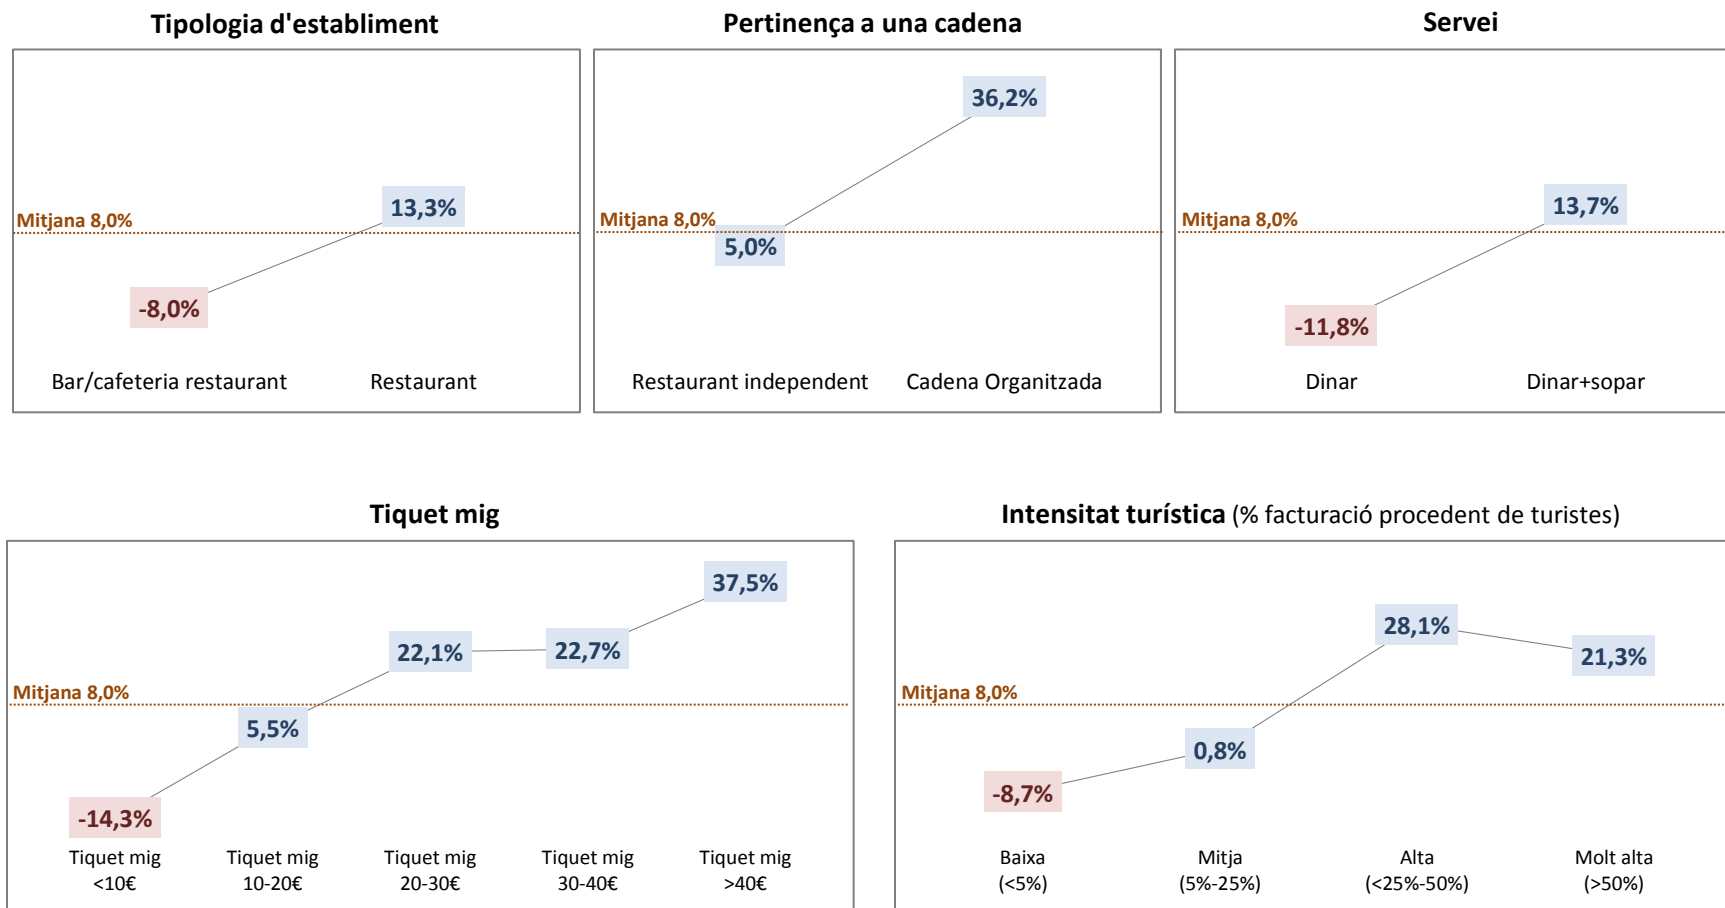 Tipologia d'establiment
Mitjana 8,0%
13,3%
-8,0%
Bar/cafeteria restaurant Restaurant
Pertinença a una cadena
36,2%
Mitjana 8,0%
5,0%
Restaurant independent Cadena Organitzada
Servei
13,7%
Mitjana 8,0%
-11,8%
Dinar Dinar+sopar
Tiquet mig
37,5%
22,1% 22,7%
Mitjana 8,0%
5,5%
-14,3%
Tiquet mig Tiquet mig Tiquet mig Tiquet mig Tiquet mig
<10€ 10-20€ 20-30€ 30-40€ >40€
Intensitat turística (% facturació procedent de turistes)
28,1%
21,3%
Mitjana 8,0%
0,8%
-8,7%
Baixa Mitja Alta Molt alta
(<5%) (5%-25%) (<25%-50%) (>50%)